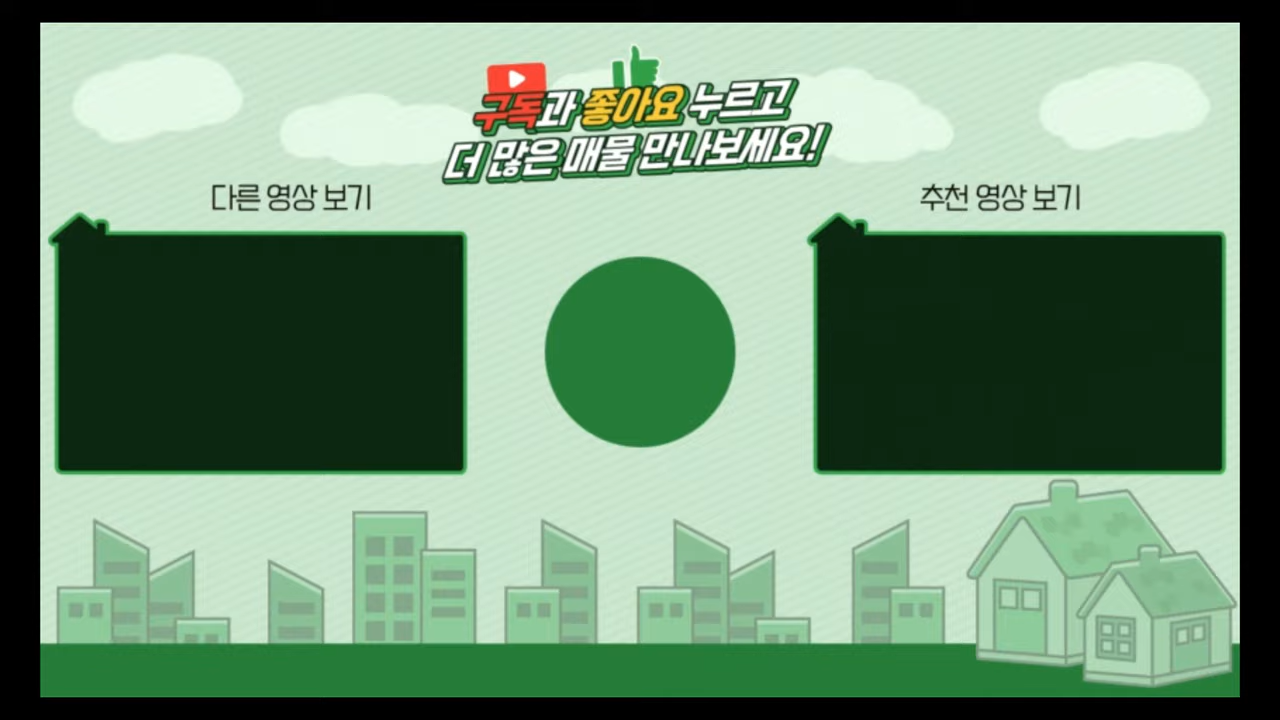 구독과 좋아요 누르고
더 많은 매물 만나보세요!
다른 영상 보기
추천 영상 보기